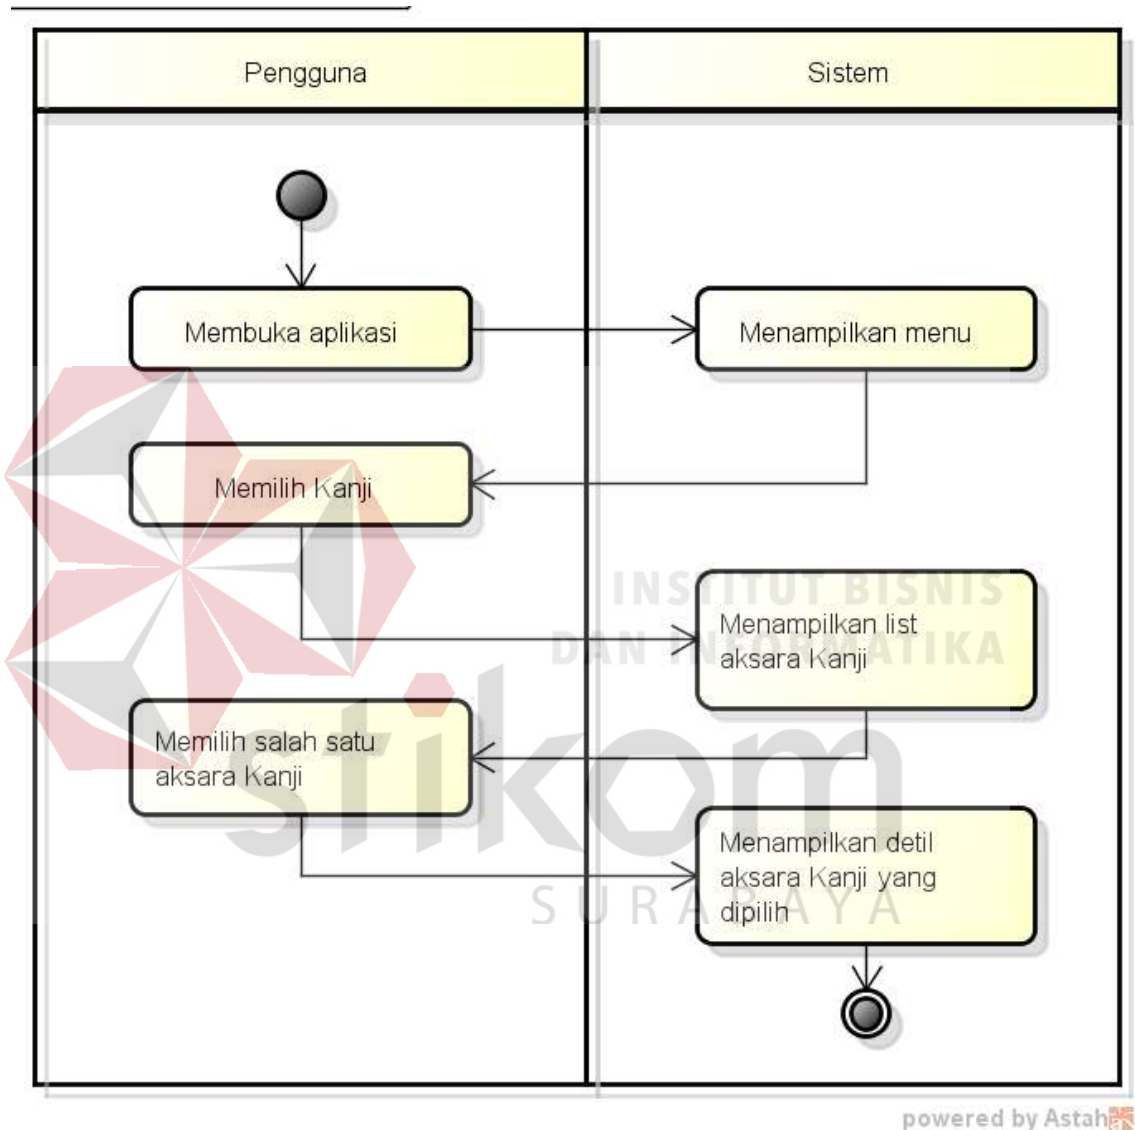 Pengguna
Sistem
Membuka aplikasi
Menampilkan menu
Memilih Kanji
INSTITUT BISNIS
DAN INFORMATIKA
Menampilkan list
aksara Kanji
stikom
SURABAYA
Memilih salah satu
aksara Kanji
Menampilkan detil
aksara Kanji yang
dipilih
powered by Astah